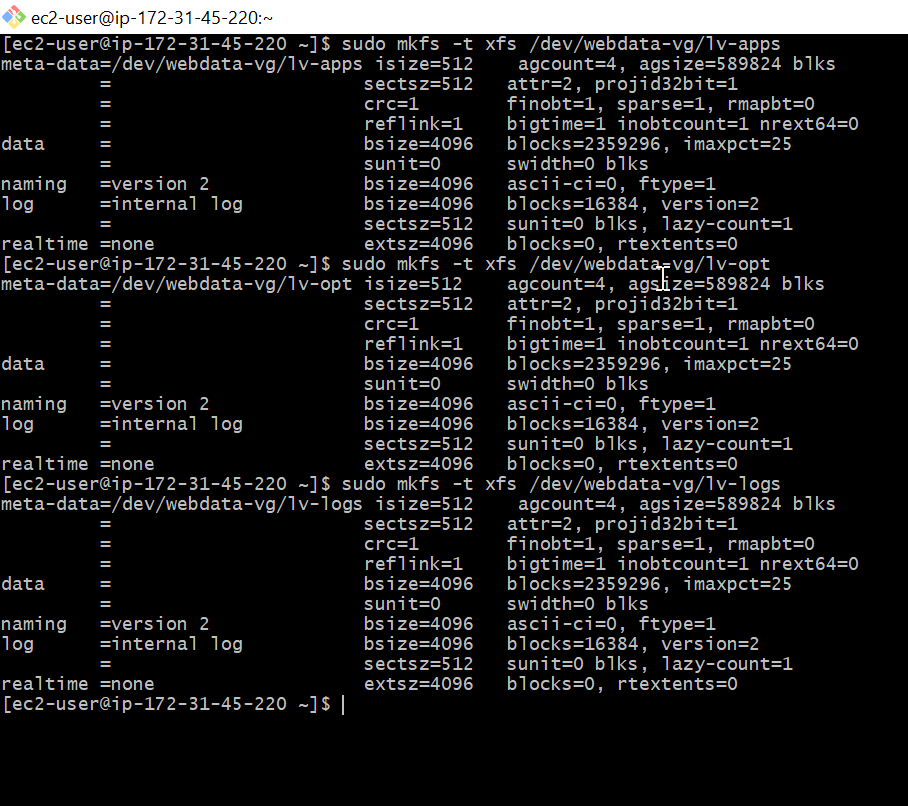 ec2-user@ip-172-31-45-220:~
[ec2-user@ip-172-31-45-220 ~]$ sudo mkfs -t xfs /dev/webdata-vg/lv-apps
meta-data=/dev/webdata-vg/lv-apps isize=512    agcount=4, agsize=589824 blks
         =                       sectsz=512   attr=2, projid32bit=1
         =                       crc=1        finobt=1, sparse=1, rmapbt=0
         =                       reflink=1    bigtime=1 inobtcount=1 nrext64=0
data     =                       bsize=4096   blocks=2359296, imaxpct=25
         =                       sunit=0      swidth=0 blks
naming   =version 2              bsize=4096   ascii-ci=0, ftype=1
log      =internal log           bsize=4096   blocks=16384, version=2
         =                       sectsz=512   sunit=0 blks, lazy-count=1
realtime =none                   extsz=4096   blocks=0, rtextents=0
[ec2-user@ip-172-31-45-220 ~]$ sudo mkfs -t xfs /dev/webdata-vg/lv-opt
meta-data=/dev/webdata-vg/lv-opt isize=512    agcount=4, agsize=589824 blks
         =                       sectsz=512   attr=2, projid32bit=1
         =                       crc=1        finobt=1, sparse=1, rmapbt=0
         =                       reflink=1    bigtime=1 inobtcount=1 nrext64=0
data     =                       bsize=4096   blocks=2359296, imaxpct=25
         =                       sunit=0      swidth=0 blks
naming   =version 2              bsize=4096   ascii-ci=0, ftype=1
log      =internal log           bsize=4096   blocks=16384, version=2
         =                       sectsz=512   sunit=0 blks, lazy-count=1
realtime =none                   extsz=4096   blocks=0, rtextents=0
[ec2-user@ip-172-31-45-220 ~]$ sudo mkfs -t xfs /dev/webdata-vg/lv-logs
meta-data=/dev/webdata-vg/lv-logs isize=512    agcount=4, agsize=589824 blks
         =                       sectsz=512   attr=2, projid32bit=1
         =                       crc=1        finobt=1, sparse=1, rmapbt=0
         =                       reflink=1    bigtime=1 inobtcount=1 nrext64=0
data     =                       bsize=4096   blocks=2359296, imaxpct=25
         =                       sunit=0      swidth=0 blks
naming   =version 2              bsize=4096   ascii-ci=0, ftype=1
log      =internal log           bsize=4096   blocks=16384, version=2
         =                       sectsz=512   sunit=0 blks, lazy-count=1
realtime =none                   extsz=4096   blocks=0, rtextents=0
[ec2-user@ip-172-31-45-220 ~]$